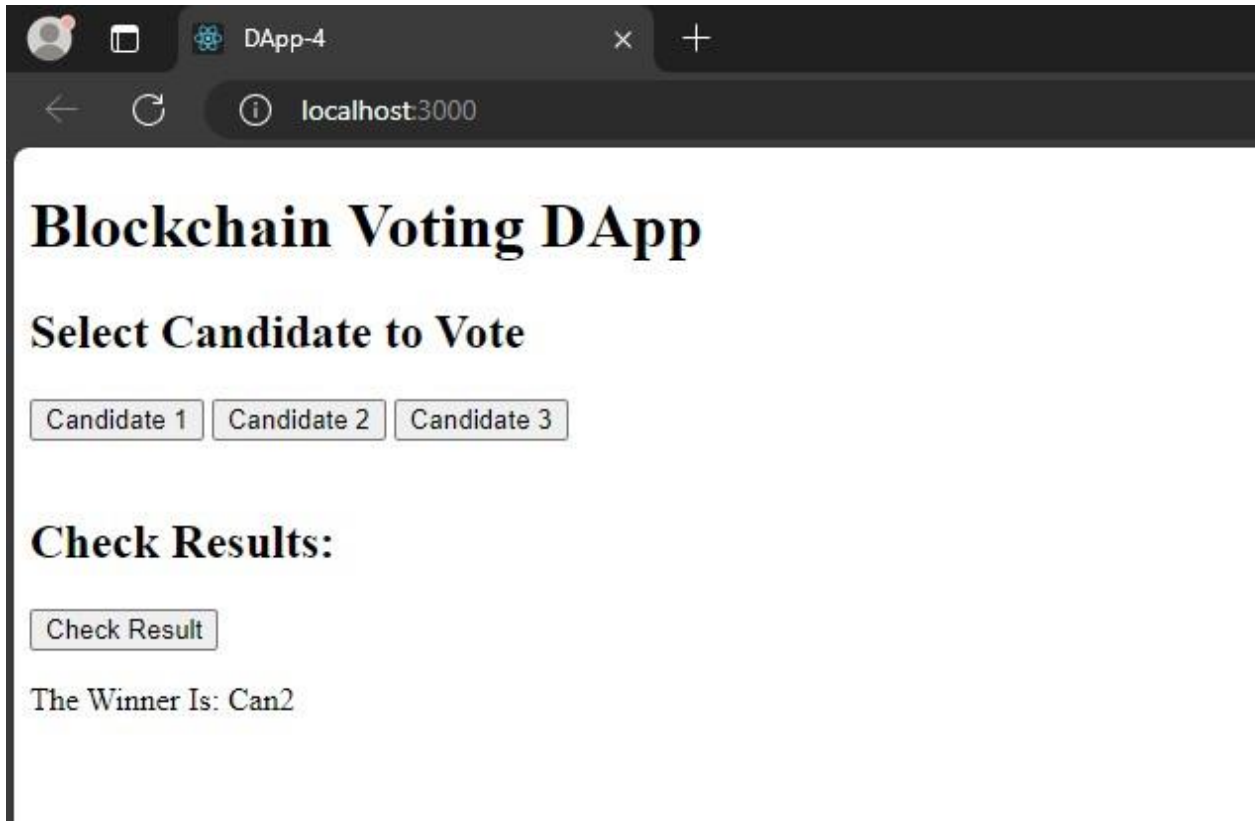 DApp-4
localhost:3000
Blockchain Voting DApp
Select Candidate to Vote
Candidate 1 Candidate 2 Candidate 3
Check Results:
Check Result
The Winner Is: Can2